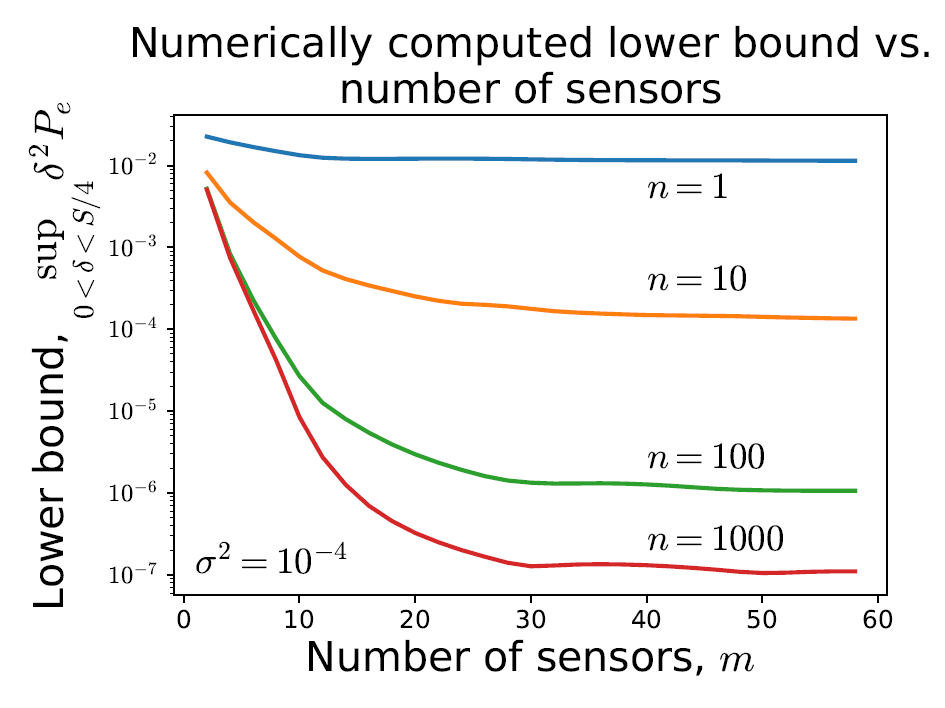 Numerically computed lower bound vs.
number of sensors
Lower bound, sup δ² Pₑ
0 < δ < S/4
10⁻²
10⁻³
10⁻⁴
10⁻⁵
10⁻⁶
10⁻⁷
n = 1
n = 10
n = 100
n = 1000
σ² = 10⁻⁴
0 10 20 30 40 50 60
Number of sensors, m